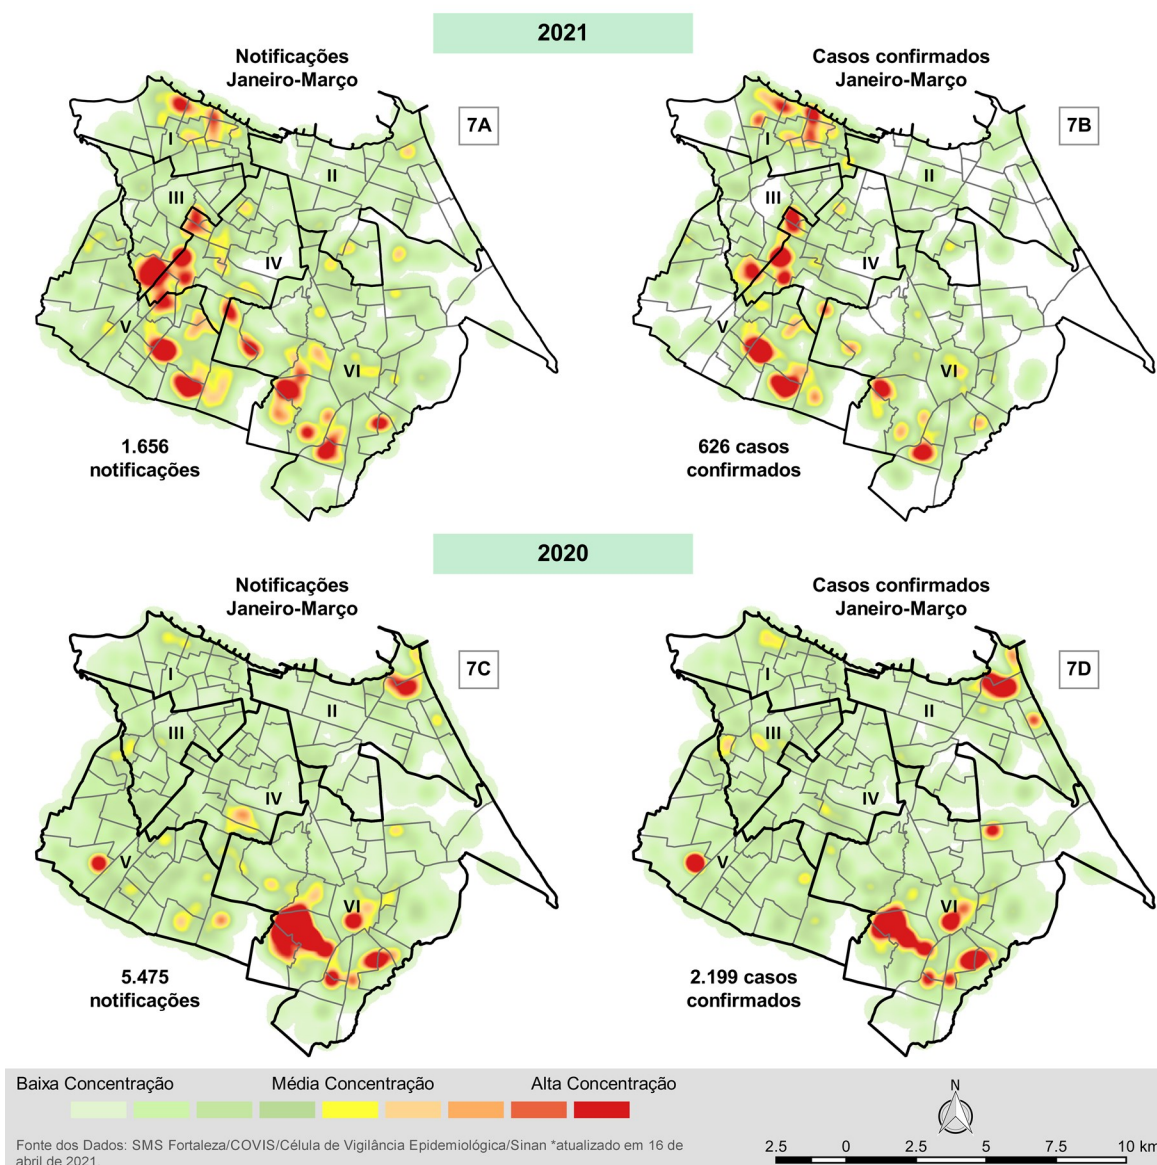 2021
Notificações
Janeiro-Março
Casos confirmados
Janeiro-Março
7A
7B
I
II
III
IV
V
VI
I
II
III
IV
V
VI
1.656
notificações
626 casos
confirmados
2020
Notificações
Janeiro-Março
Casos confirmados
Janeiro-Março
7C
7D
I
II
III
IV
V
VI
I
II
III
IV
V
VI
5.475
notificações
2.199 casos
confirmados
Baixa Concentração
Média Concentração
Alta Concentração
N
Fonte dos Dados: SMS Fortaleza/COVIS/Célula de Vigilância Epidemiológica/Sinan *atualizado em 16 de
abril de 2021
2.5 0 2.5 5 7.5 10 km